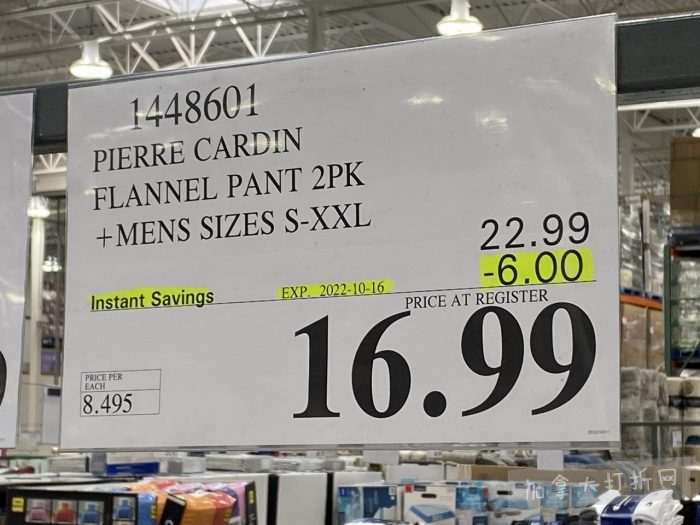 1448601
PIERRE CARDIN
FLANNEL PANT 2PK
+MENS SIZES S-XXL
22.99
-6.00
Instant Savings EXP. 2022-10-16
PRICE AT REGISTER
16.99
PRICE PER
EACH
8.495
加拿大打折网